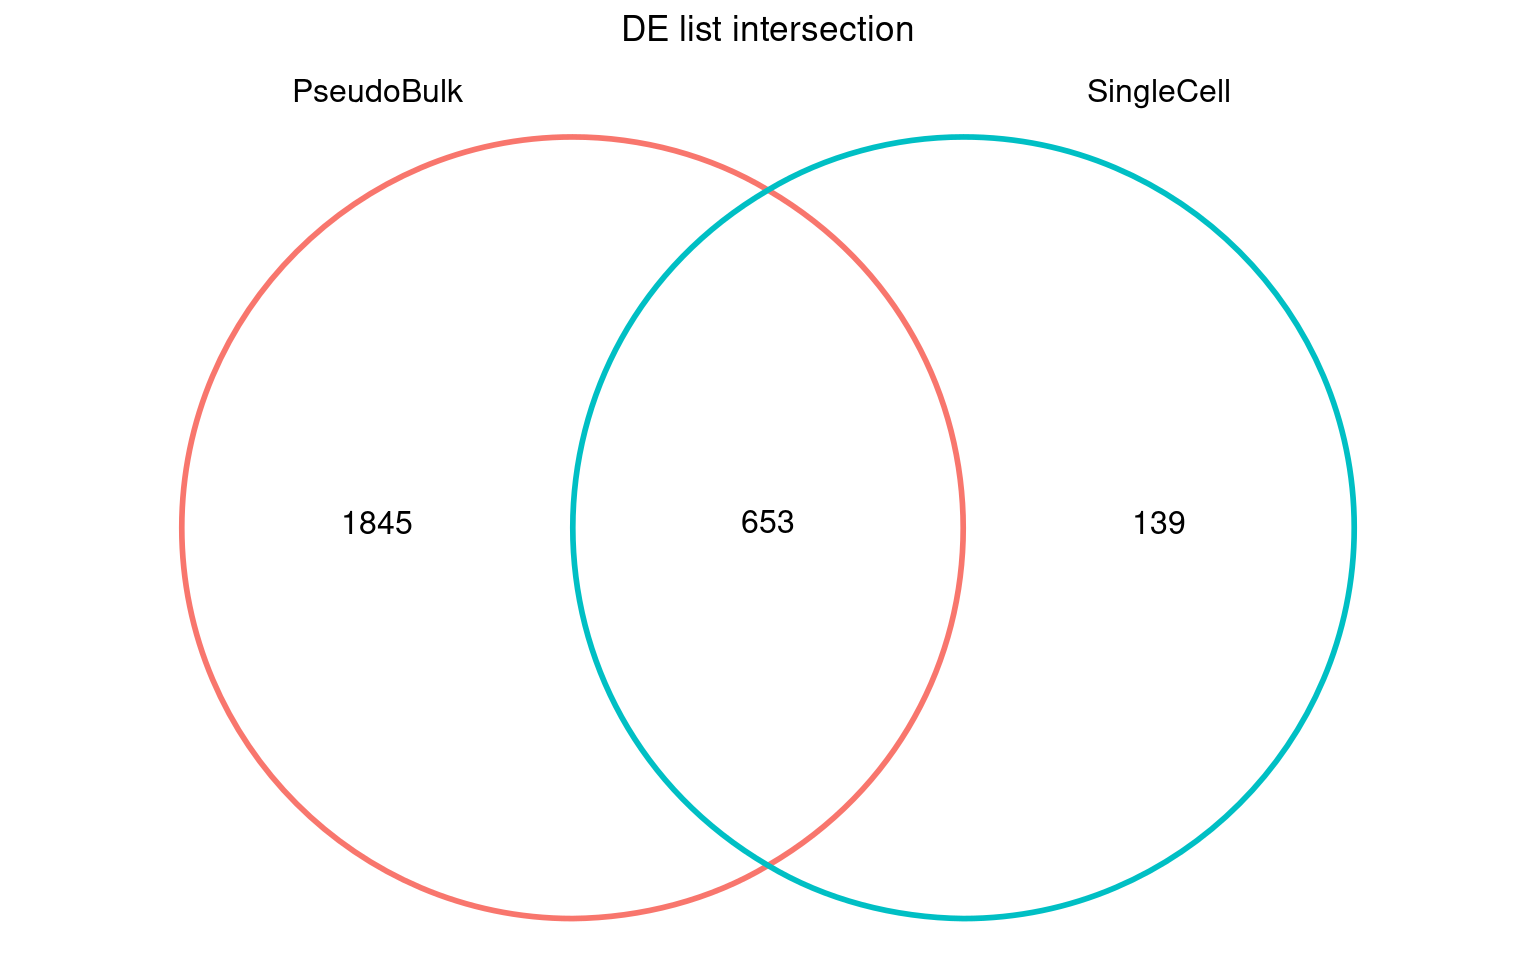 DE list intersection
PseudoBulk
SingleCell
1845
653
139